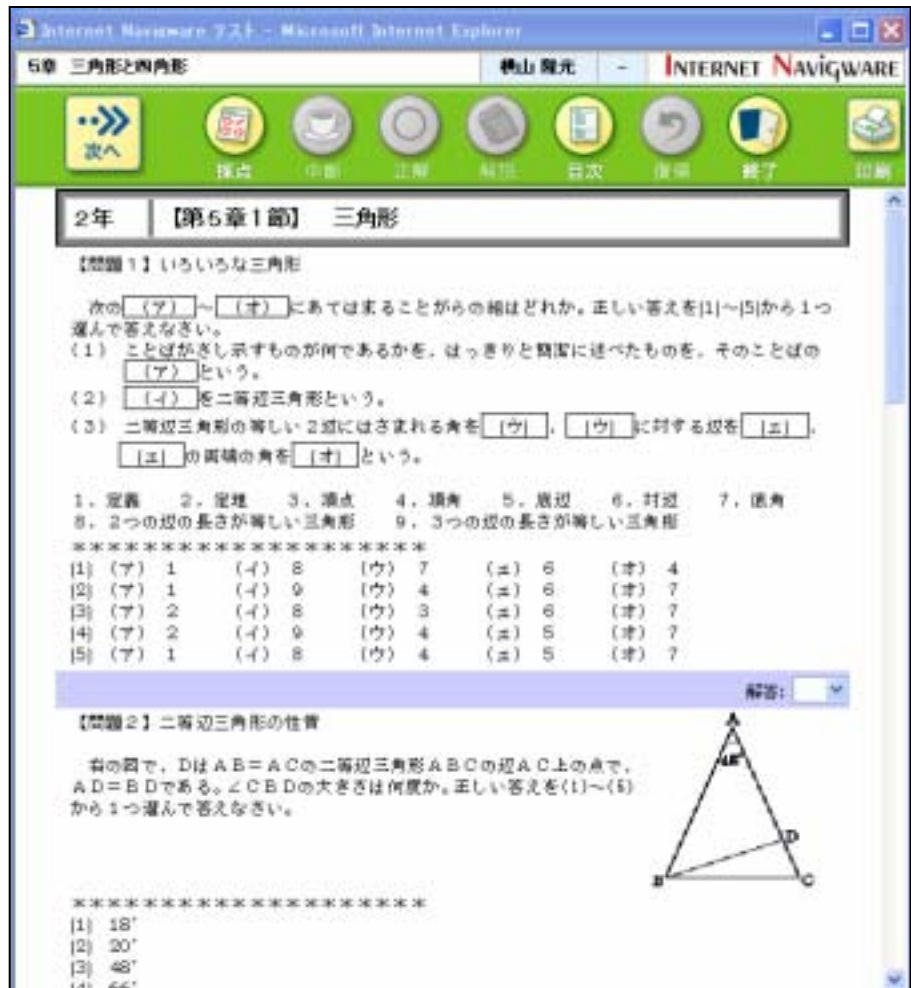 Internet Navigware テスト - Microsoft Internet Explorer
5章 三角形と四角形
横山 隆元 -
INTERNET NAVIGWARE
次へ
採点 中断 正解 解説 目次 復帰 終了 印刷
2年 【第5章1節】 三角形
【問題1】いろいろな三角形
次の (ア) ~ (オ) にあてはまることがらの組はどれか。正しい答えを|1|~|5|から1つ
選んで答えなさい。
(1) ことばがさし示すものが何であるかを，はっきりと簡潔に述べたものを，そのことばの
(ア) という。
(2) (イ) を二等辺三角形という。
(3) 二等辺三角形の等しい2辺にはさまれる角を |ウ| ， |ウ| に対する辺を |エ| ，
|エ| の両端の角を |オ| という。
1．定義 2．定理 3．頂点 4．頂角 5．底辺 6．対辺 7．底角
8．2つの辺の長さが等しい三角形 9．3つの辺の長さが等しい三角形
＊＊＊＊＊＊＊＊＊＊＊＊＊＊＊＊＊＊＊＊
|1| (ア) 1 (イ) 8 (ウ) 7 (エ) 6 (オ) 4
|2| (ア) 1 (イ) 9 (ウ) 4 (エ) 6 (オ) 7
|3| (ア) 2 (イ) 8 (ウ) 3 (エ) 6 (オ) 7
|4| (ア) 2 (イ) 9 (ウ) 4 (エ) 5 (オ) 7
|5| (ア) 1 (イ) 8 (ウ) 4 (エ) 5 (オ) 7
解答:
【問題2】二等辺三角形の性質
右の図で，DはAB＝ACの二等辺三角形ABCの辺AC上の点で，
AD＝BDである。∠CBDの大きさは何度か。正しい答えを(1)~(5)
から1つ選んで答えなさい。
A
D
B
C
＊＊＊＊＊＊＊＊＊＊＊＊＊＊＊＊＊＊＊＊
|1| 18°
|2| 20°
|3| 48°
|4| 66°